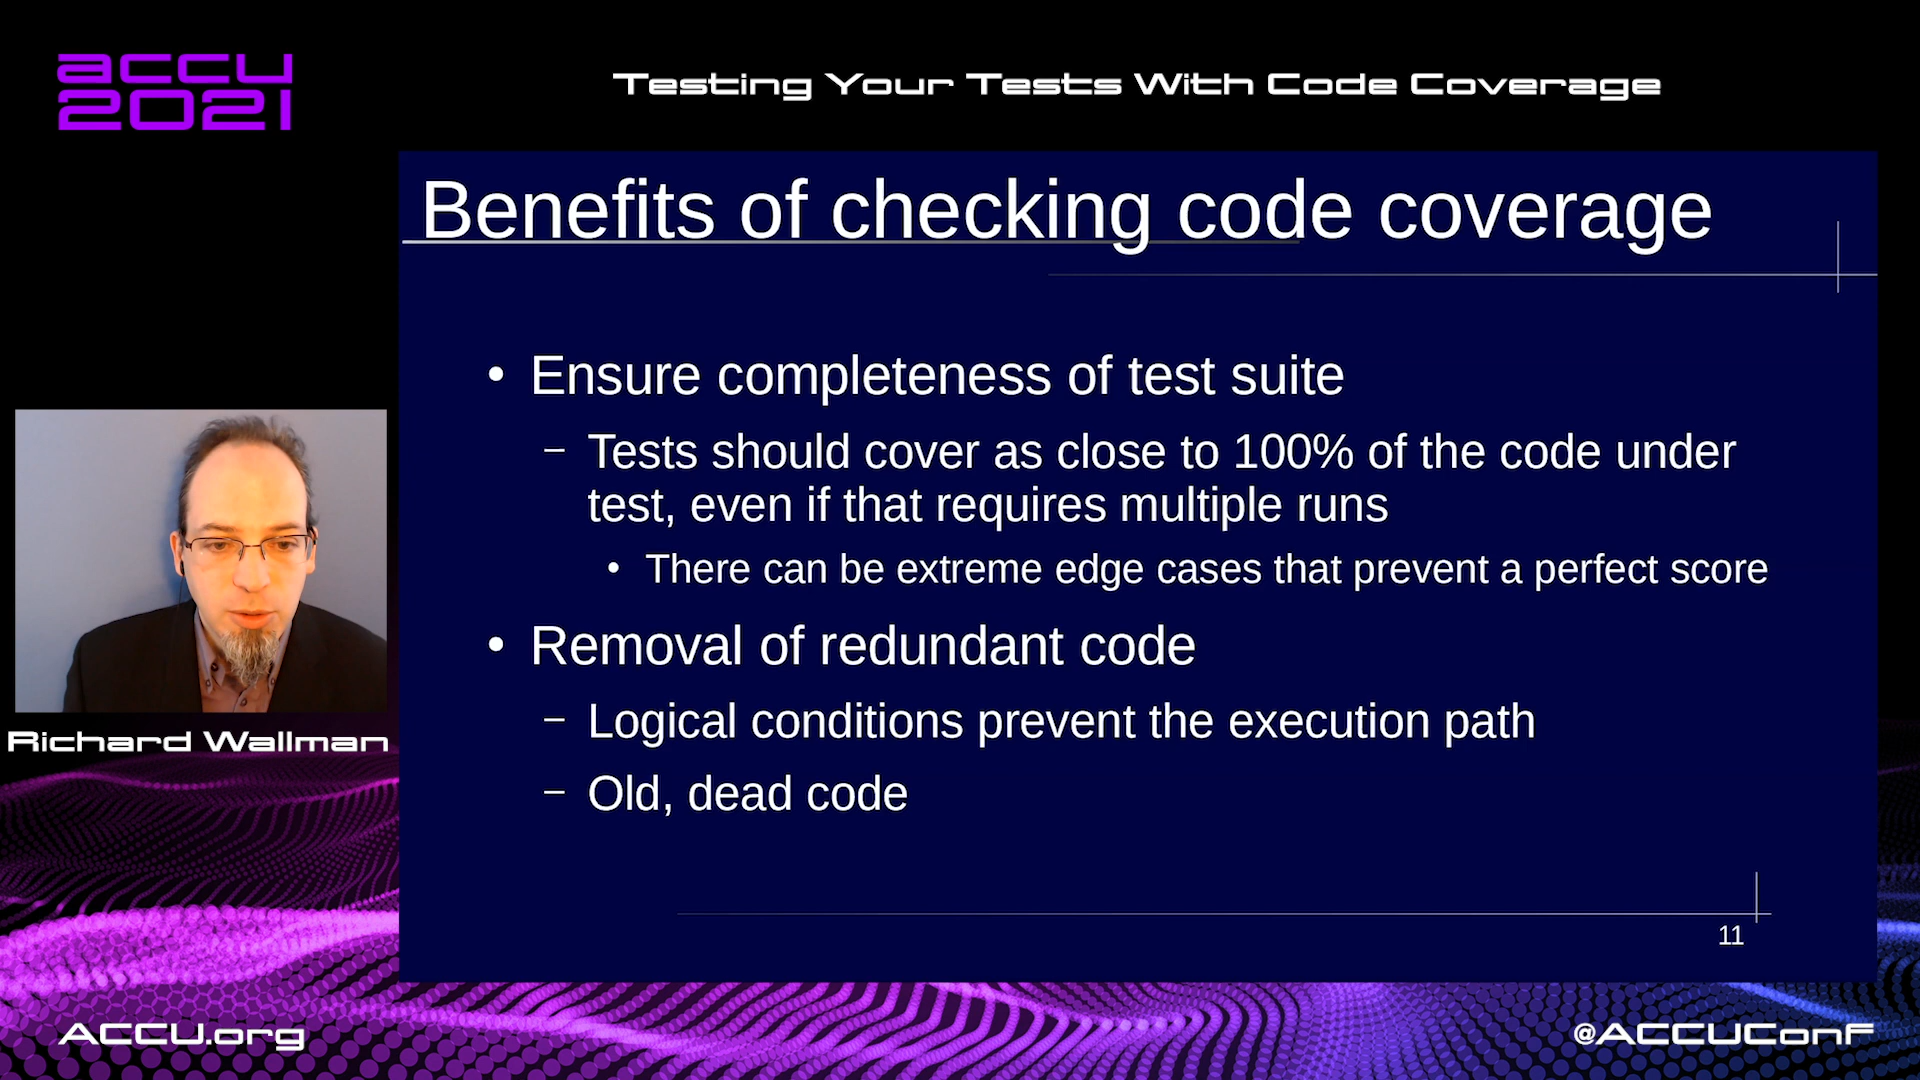 accu
2021
Testing Your Tests With Code Coverage
Benefits of checking code coverage
• Ensure completeness of test suite
– Tests should cover as close to 100% of the code under
test, even if that requires multiple runs
• There can be extreme edge cases that prevent a perfect score
• Removal of redundant code
– Logical conditions prevent the execution path
– Old, dead code
11
Richard Wallman
ACCU.org
@ACCUConf